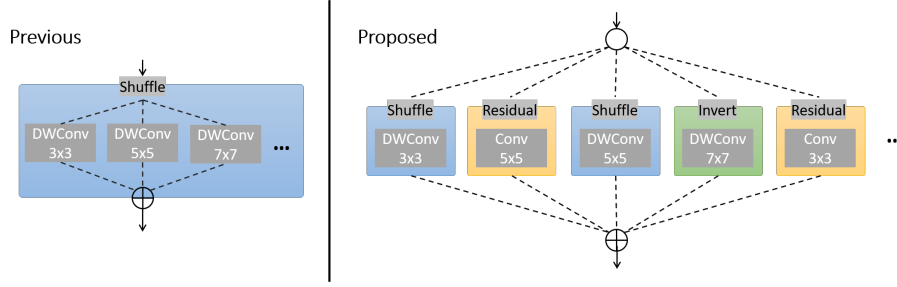 Previous
Shuffle
DWConv
3x3
DWConv
5x5
DWConv
7x7
...
Proposed
Shuffle
DWConv
3x3
Residual
Conv
5x5
Shuffle
DWConv
5x5
Invert
DWConv
7x7
Residual
Conv
3x3
..